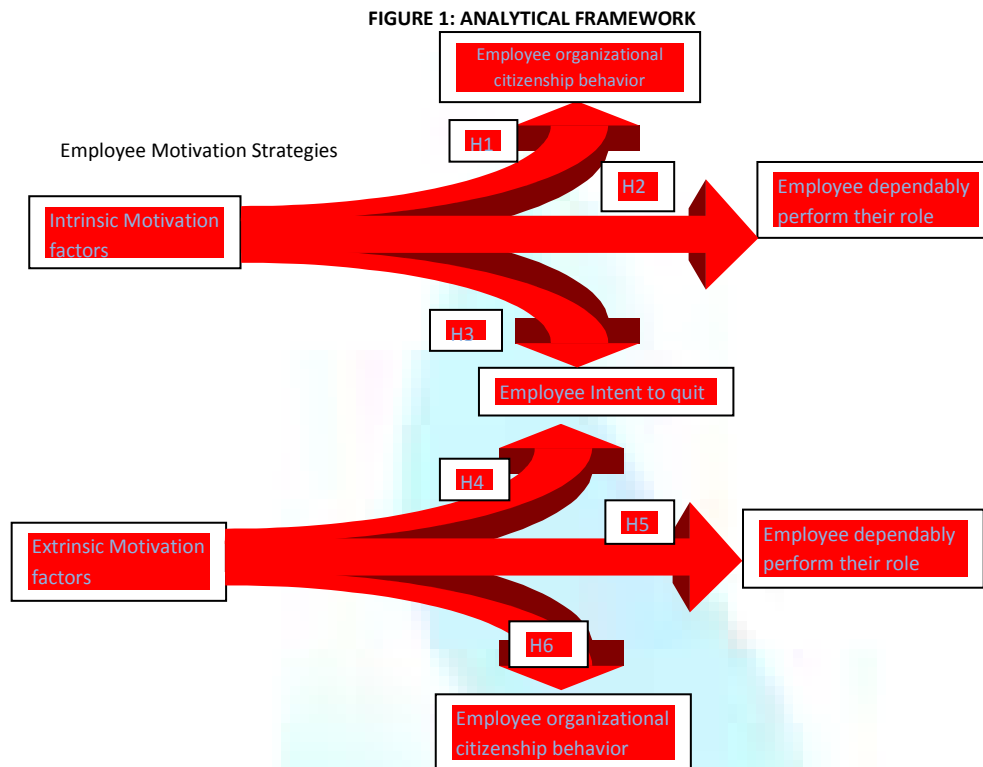 FIGURE 1: ANALYTICAL FRAMEWORK
Employee organizational
citizenship behavior
H1
Employee Motivation Strategies
H2
Employee dependably
perform their role
Intrinsic Motivation
factors
H3
Employee Intent to quit
H4
H5
Extrinsic Motivation
factors
Employee dependably
perform their role
H6
Employee organizational
citizenship behavior